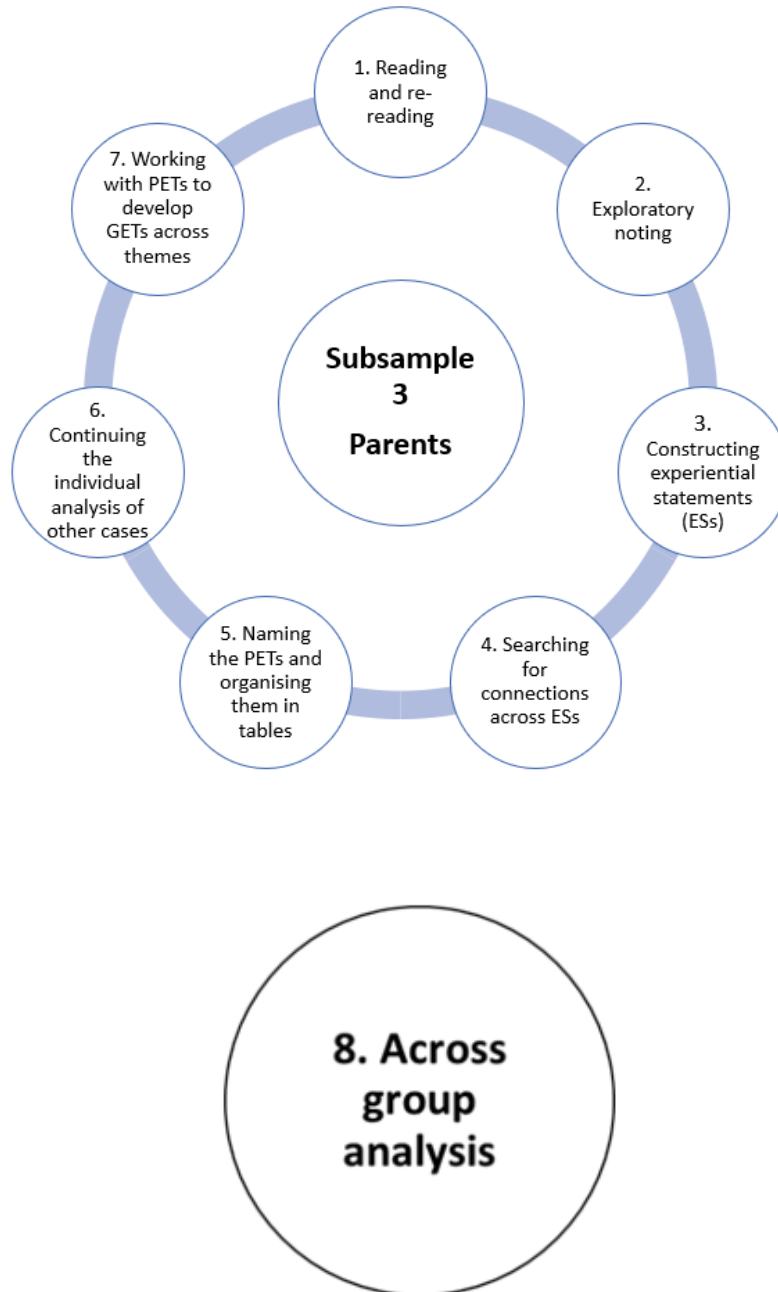 1. Reading
and re-
reading
2.
Exploratory
noting
3.
Constructing
experiential
statements
(ESs)
4. Searching
for
connections
across ESs
5. Naming
the PETs and
organising
them in
tables
6.
Continuing
the
individual
analysis of
other cases
7. Working
with PETs to
develop
GETs across
themes
Subsample
3
Parents
8. Across
group
analysis